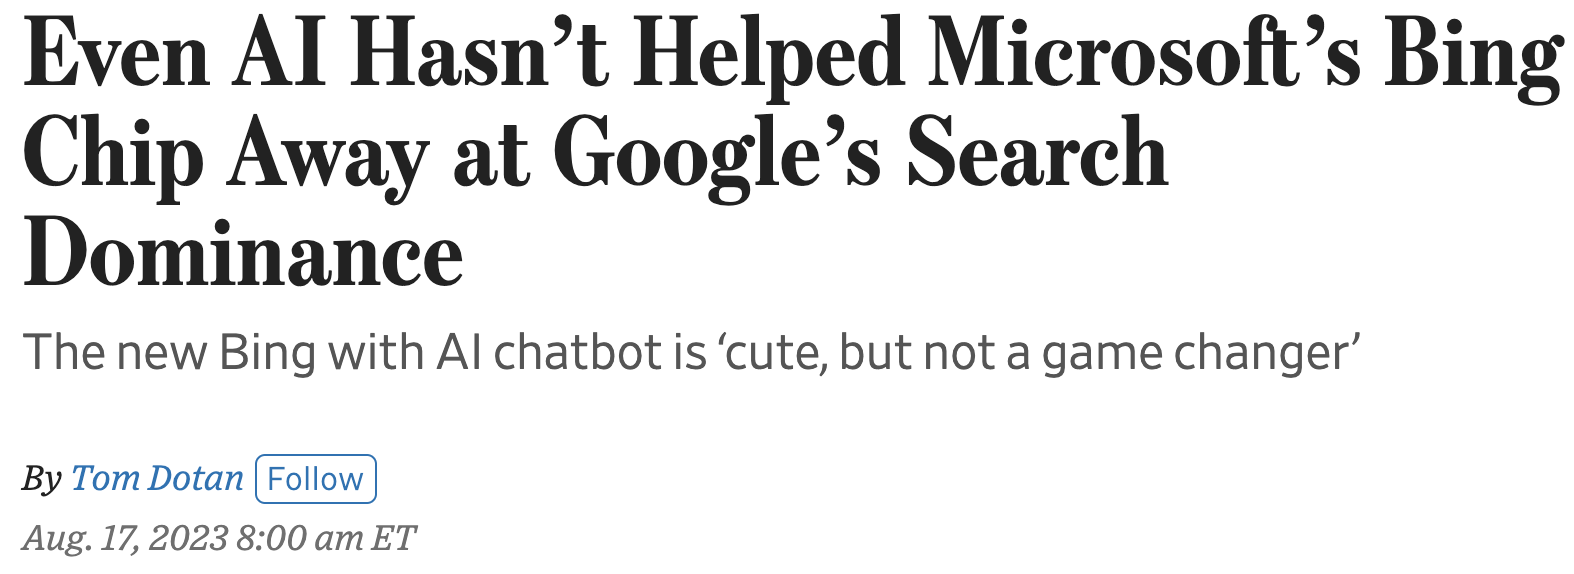 Even AI Hasn’t Helped Microsoft’s Bing
Chip Away at Google’s Search
Dominance
The new Bing with AI chatbot is ‘cute, but not a game changer’
By Tom Dotan Follow
Aug. 17, 2023 8:00 am ET